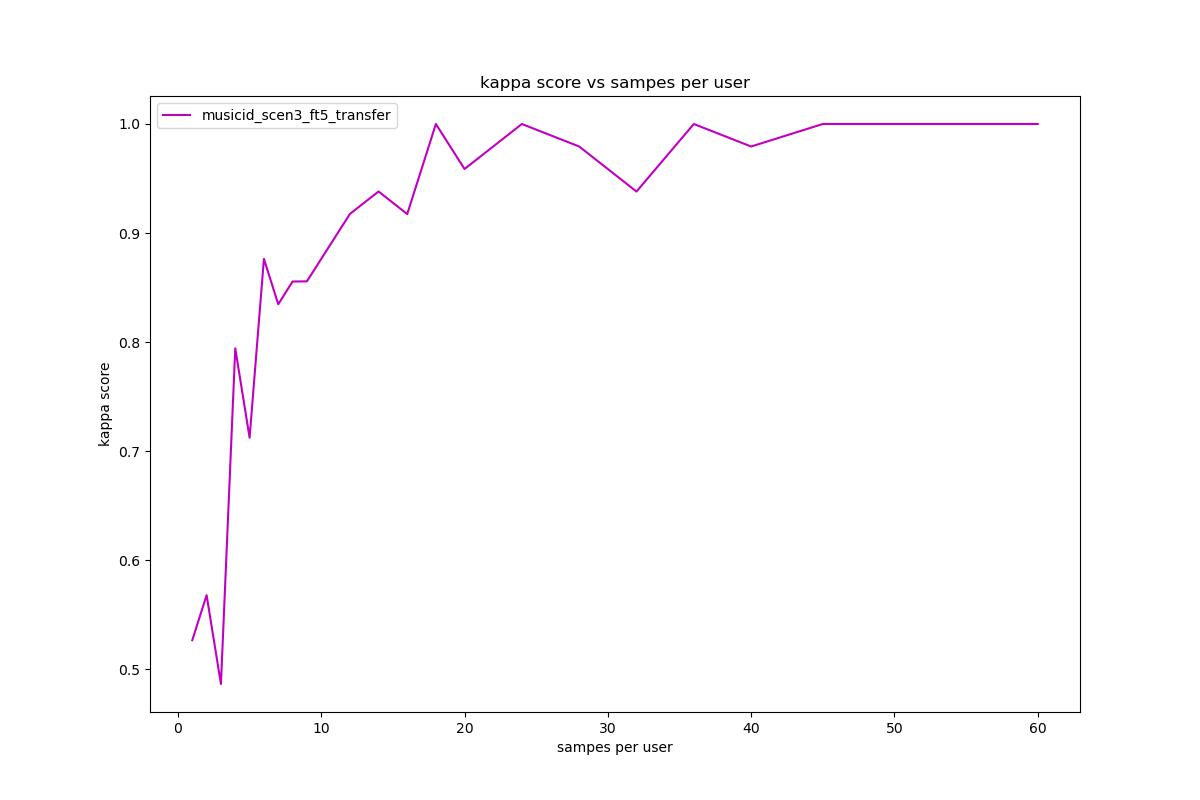 kappa score vs sampes per user
musicid_scen3_ft5_transfer
1.0
0.9
0.8
0.7
0.6
0.5
kappa score
0 10 20 30 40 50 60
sampes per user